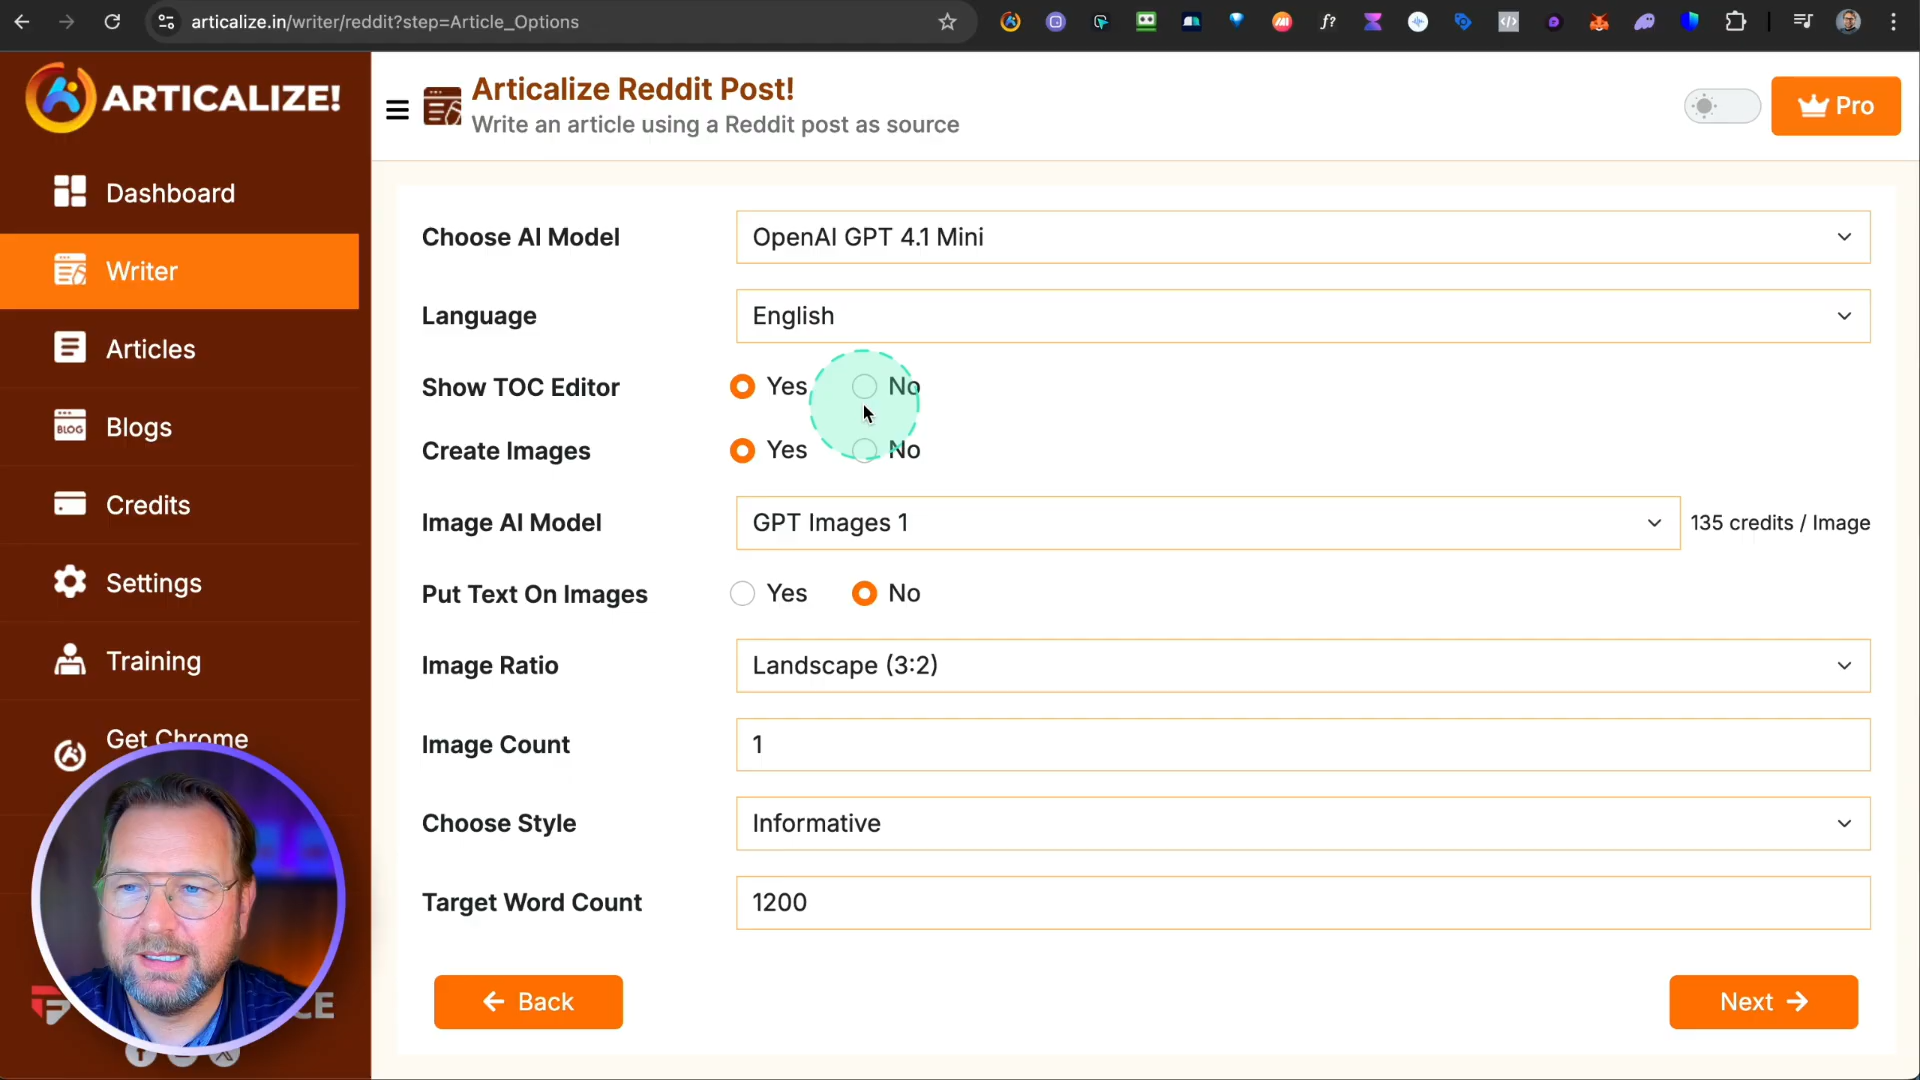 articalize.in/writer/reddit?step=Article_Options
ARTICALIZE!
Articalize Reddit Post!
Write an article using a Reddit post as source
Pro
Dashboard
Writer
Articles
Blogs
BLOG
Credits
Settings
Training
Get Chrome
Choose AI Model
OpenAI GPT 4.1 Mini
Language
English
Show TOC Editor
Yes
No
Create Images
Yes
No
Image AI Model
GPT Images 1
135 credits / Image
Put Text On Images
Yes
No
Image Ratio
Landscape (3:2)
Image Count
1
Choose Style
Informative
Target Word Count
1200
Back
Next